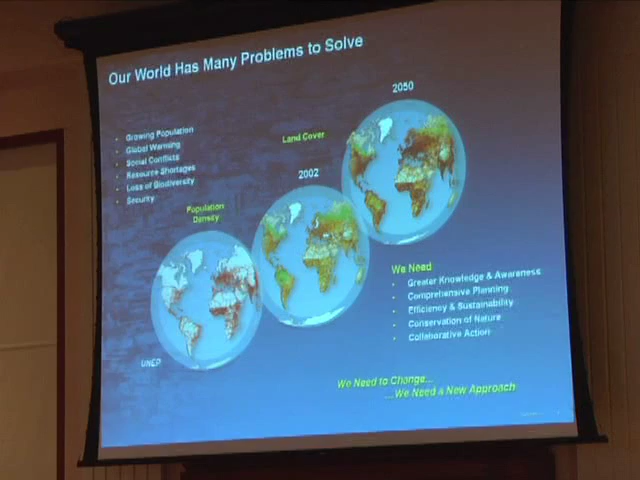 Our World Has Many Problems to Solve
2050
• Growing Population
• Global Warming
• Social Conflicts
• Resource Shortages
• Loss of Biodiversity
• Security
Land Cover
2002
Population
Density
We Need
• Greater Knowledge & Awareness
• Comprehensive Planning
• Efficiency & Sustainability
• Conservation of Nature
• Collaborative Action
UNEP
We Need to Change...
...We Need a New Approach